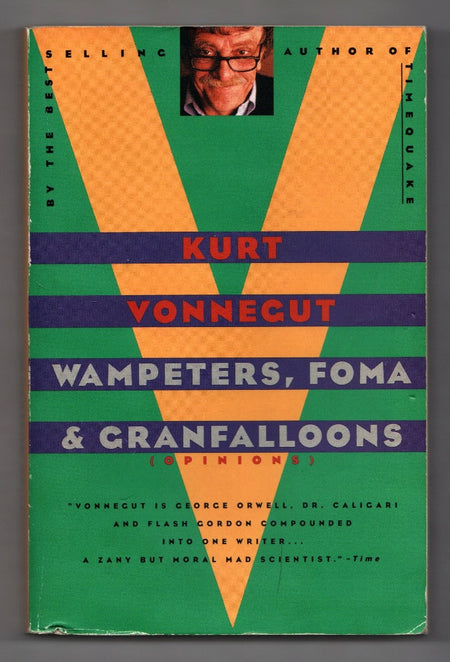 BY THE BEST
SELLING
AUTHOR OF
TIMEQUAKE
KURT
VONNEGUT
WAMPETERS, FOMA
& GRANFALLOONS
(OPINIONS)
"VONNEGUT IS GEORGE ORWELL, DR. CALIGARI
AND FLASH GORDON COMPOUNDED
INTO ONE WRITER...
A ZANY BUT MORAL MAD SCIENTIST."–Time